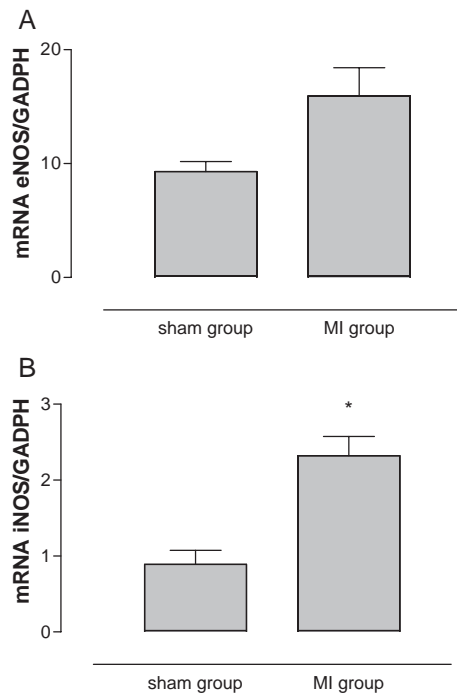 A
mRNA eNOS/GADPH
20
10
0
sham group MI group
B
mRNA iNOS/GADPH
3
*
2
1
0
sham group MI group